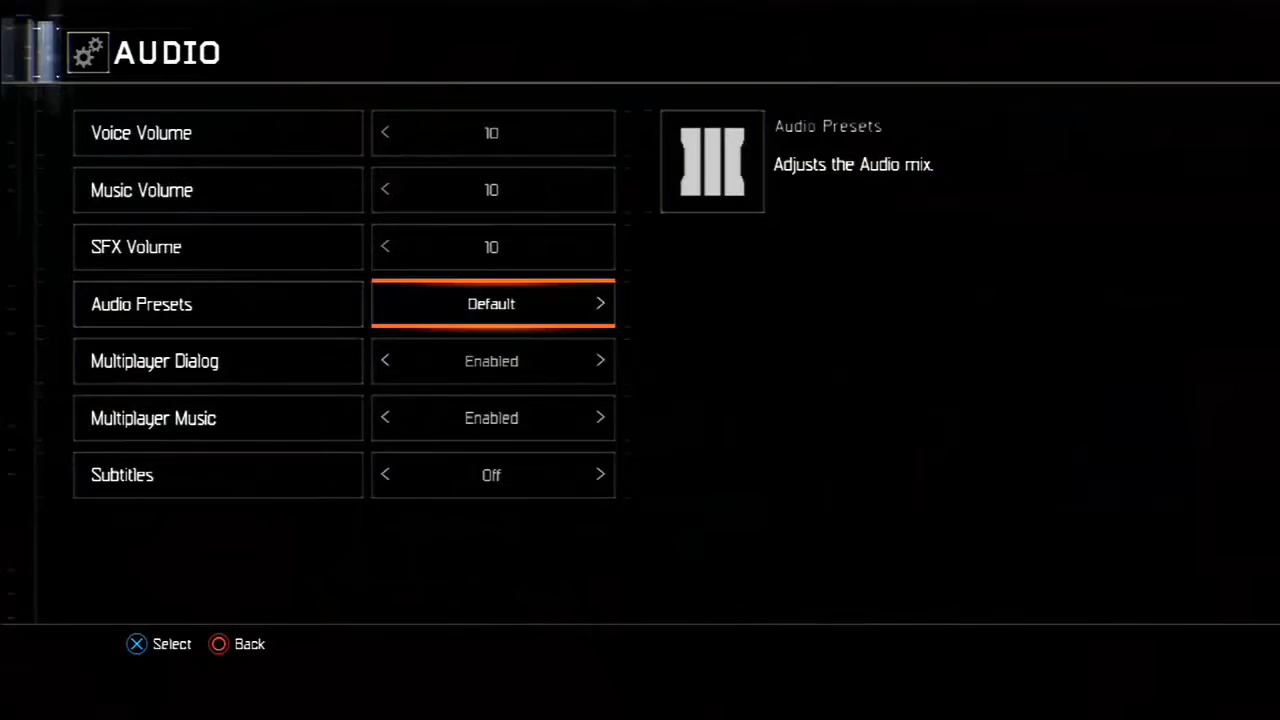 AUDIO
Voice Volume < 10
Music Volume < 10
SFX Volume < 10
Audio Presets Default >
Multiplayer Dialog < Enabled >
Multiplayer Music < Enabled >
Subtitles < Off >
III
Audio Presets
Adjusts the Audio mix.
Select Back